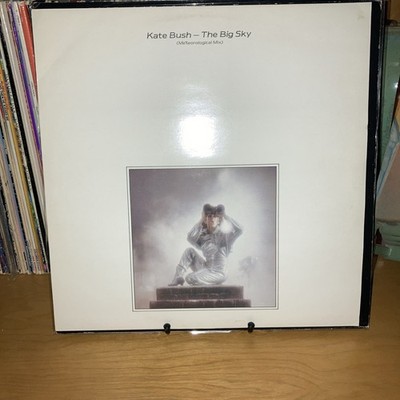 Kate Bush – The Big Sky
(Meteorological Mix)